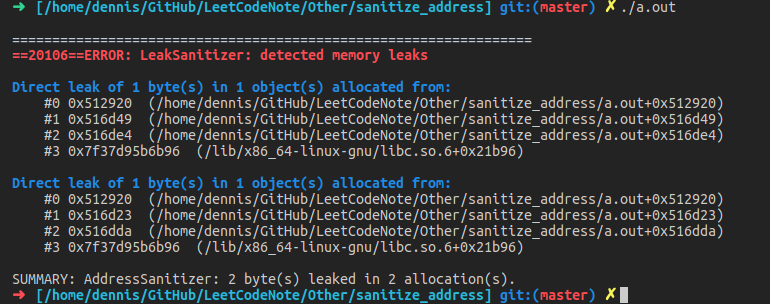 ➜ [/home/dennis/GitHub/LeetCodeNote/Other/sanitize_address] git:(master) ✗ ./a.out
=================================================================
==20106==ERROR: LeakSanitizer: detected memory leaks
Direct leak of 1 byte(s) in 1 object(s) allocated from:
#0 0x512920 (/home/dennis/GitHub/LeetCodeNote/Other/sanitize_address/a.out+0x512920)
#1 0x516d49 (/home/dennis/GitHub/LeetCodeNote/Other/sanitize_address/a.out+0x516d49)
#2 0x516de4 (/home/dennis/GitHub/LeetCodeNote/Other/sanitize_address/a.out+0x516de4)
#3 0x7f37d95b6b96 (/lib/x86_64-linux-gnu/libc.so.6+0x21b96)
Direct leak of 1 byte(s) in 1 object(s) allocated from:
#0 0x512920 (/home/dennis/GitHub/LeetCodeNote/Other/sanitize_address/a.out+0x512920)
#1 0x516d23 (/home/dennis/GitHub/LeetCodeNote/Other/sanitize_address/a.out+0x516d23)
#2 0x516dda (/home/dennis/GitHub/LeetCodeNote/Other/sanitize_address/a.out+0x516dda)
#3 0x7f37d95b6b96 (/lib/x86_64-linux-gnu/libc.so.6+0x21b96)
SUMMARY: AddressSanitizer: 2 byte(s) leaked in 2 allocation(s).
➜ [/home/dennis/GitHub/LeetCodeNote/Other/sanitize_address] git:(master) ✗